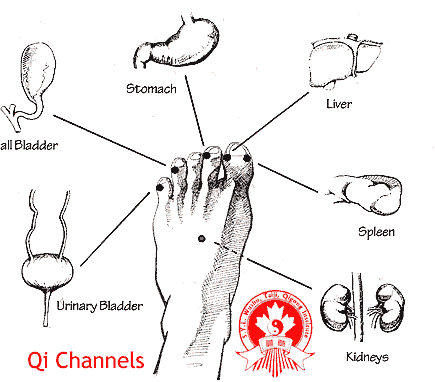 Stomach
Liver
all Bladder
Spleen
Urinary Bladder
Kidneys
Qi Channels